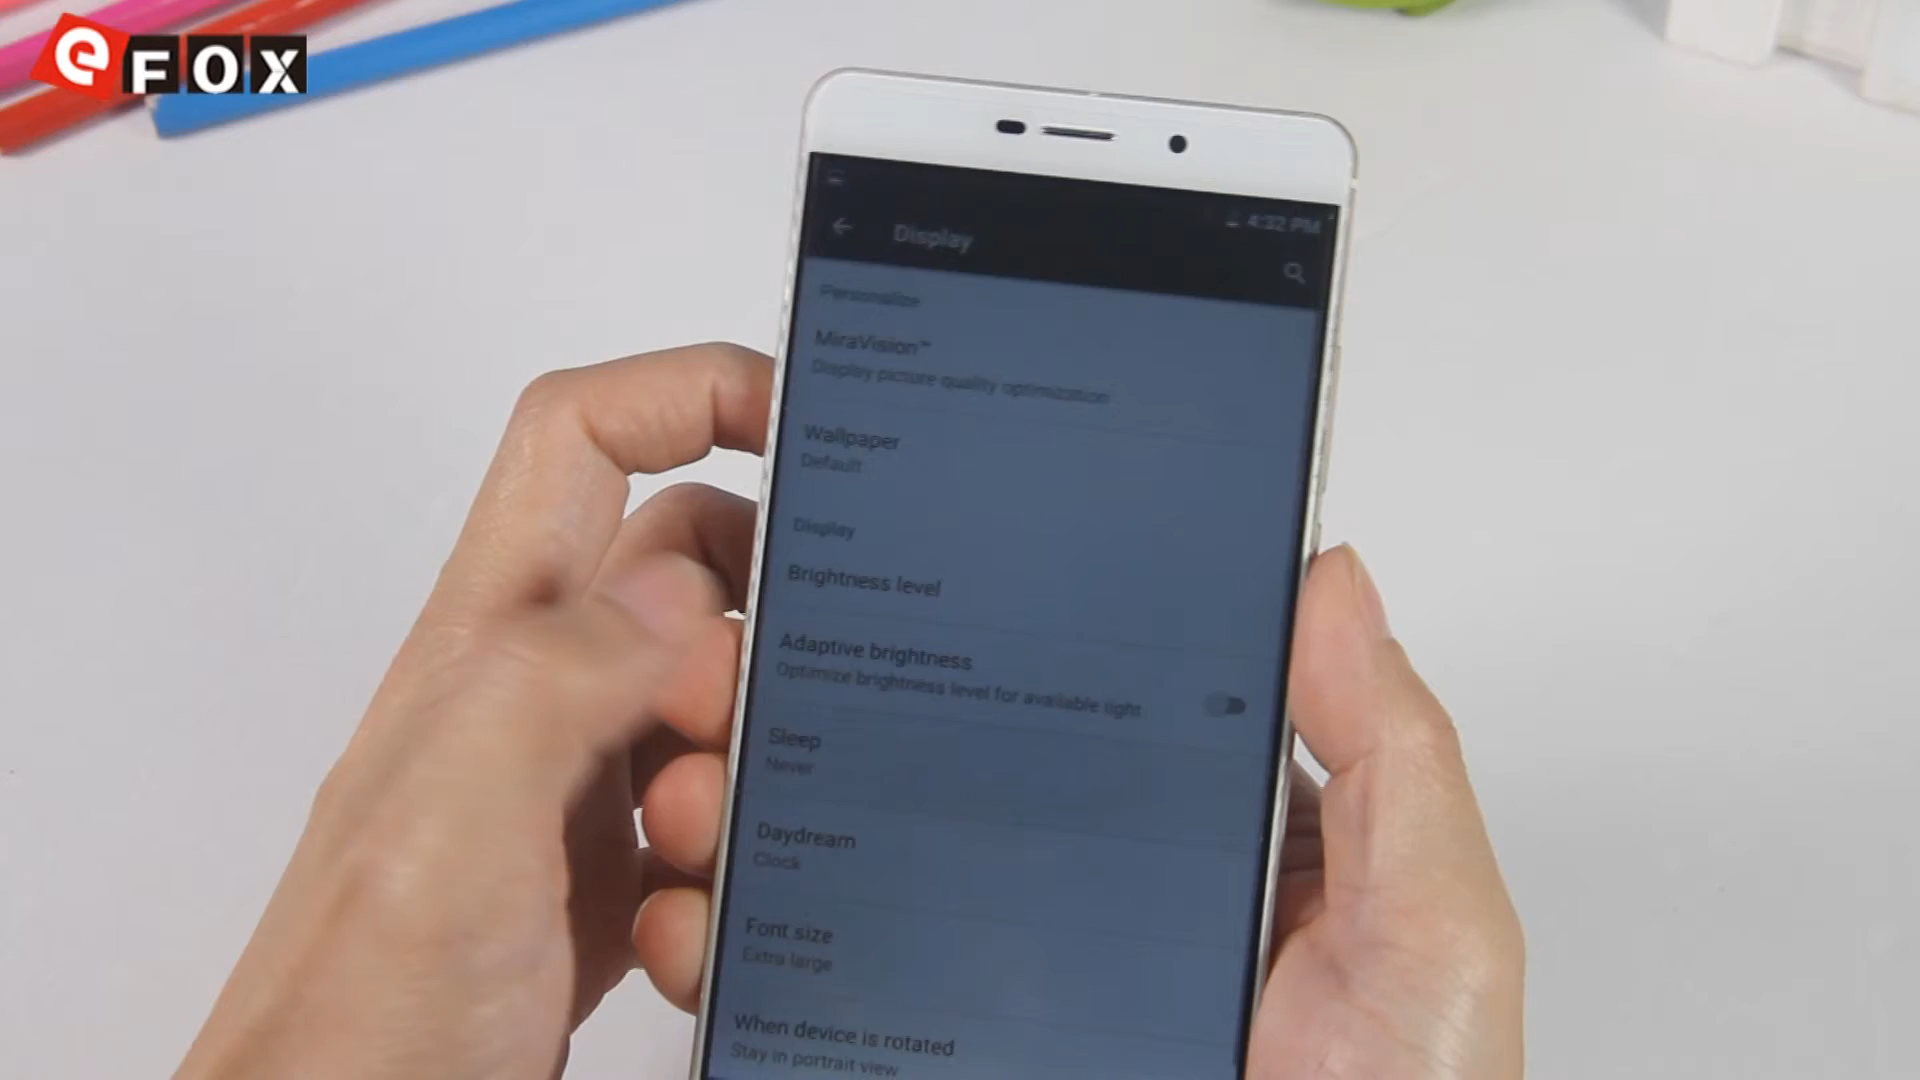 eFOX
4:32 PM
Display
Personalize
MiraVision™
Display picture quality optimization
Wallpaper
Default
Display
Brightness level
Adaptive brightness
Optimize brightness level for available light
Sleep
Never
Daydream
Clock
Font size
Extra large
When device is rotated
Stay in portrait view